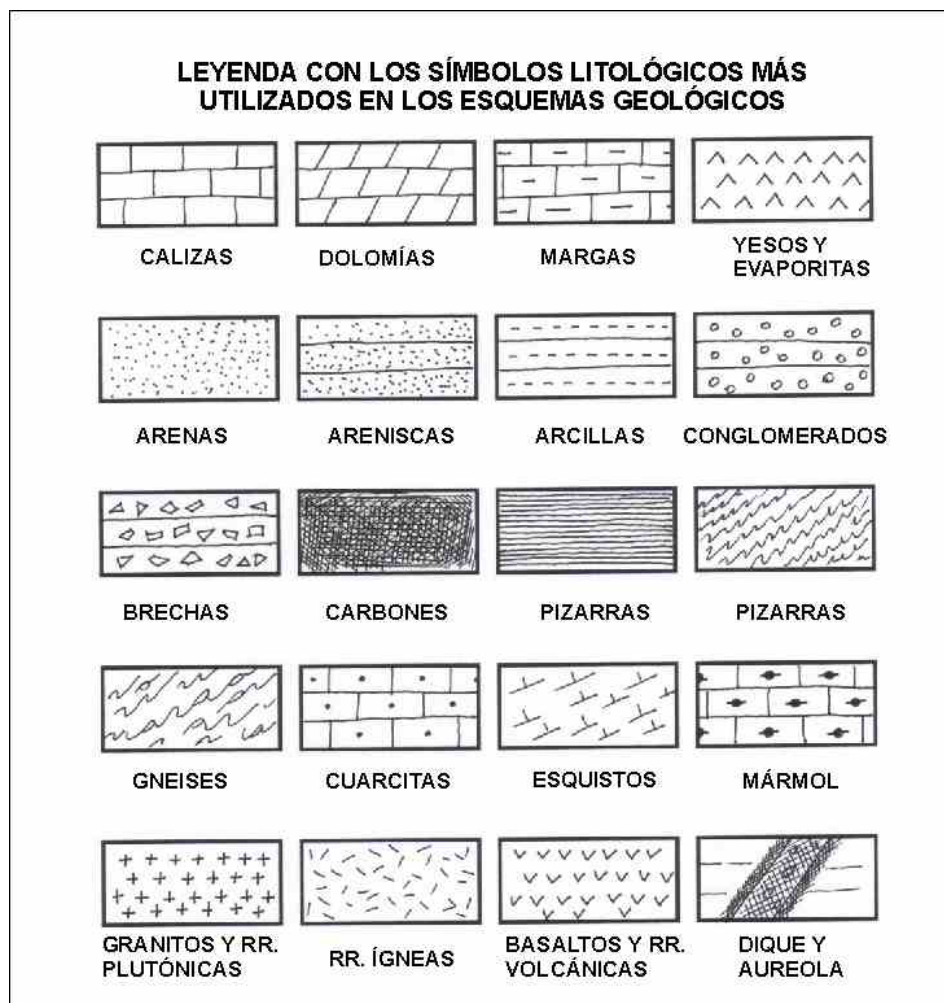 LEYENDA CON LOS SÍMBOLOS LITOLÓGICOS MÁS
UTILIZADOS EN LOS ESQUEMAS GEOLÓGICOS
CALIZAS
DOLOMÍAS
MARGAS
YESOS Y
EVAPORITAS
ARENAS
ARENISCAS
ARCILLAS
CONGLOMERADOS
BRECHAS
CARBONES
PIZARRAS
PIZARRAS
GNEISES
CUARCITAS
ESQUISTOS
MÁRMOL
GRANITOS Y RR.
PLUTÓNICAS
RR. ÍGNEAS
BASALTOS Y RR.
VOLCÁNICAS
DIQUE Y
AUREOLA